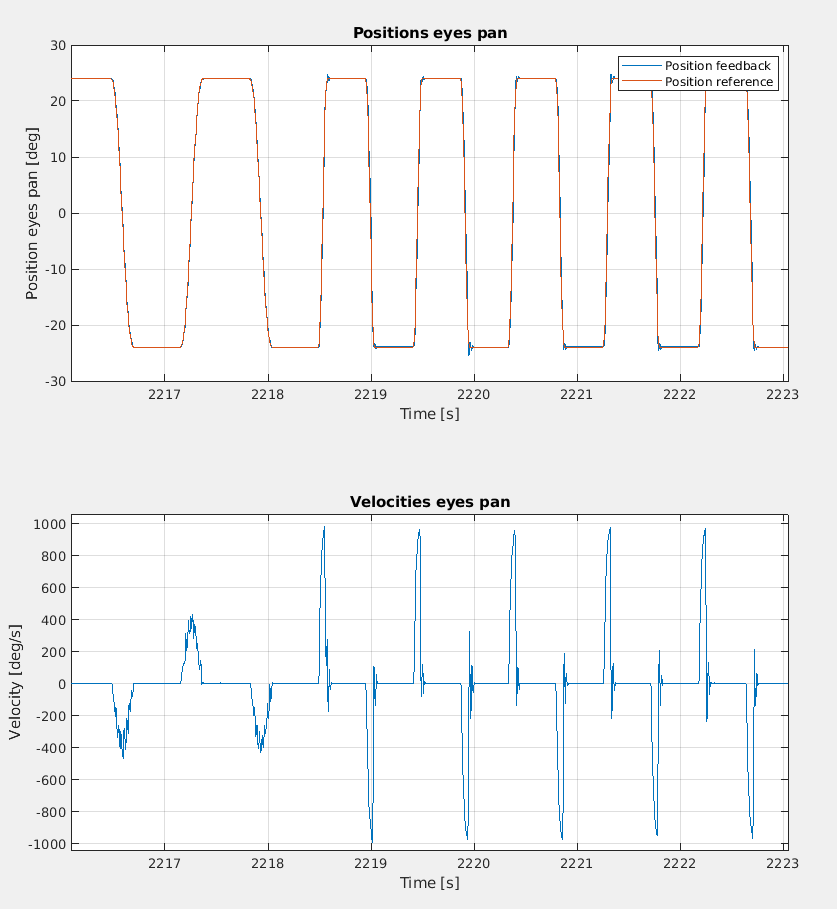 Positions eyes pan
30
20
10
0
-10
-20
-30
Position eyes pan [deg]
Position feedback
Position reference
2217 2218 2219 2220 2221 2222 2223
Time [s]
Velocities eyes pan
1000
800
600
400
200
0
-200
-400
-600
-800
-1000
Velocity [deg/s]
2217 2218 2219 2220 2221 2222 2223
Time [s]